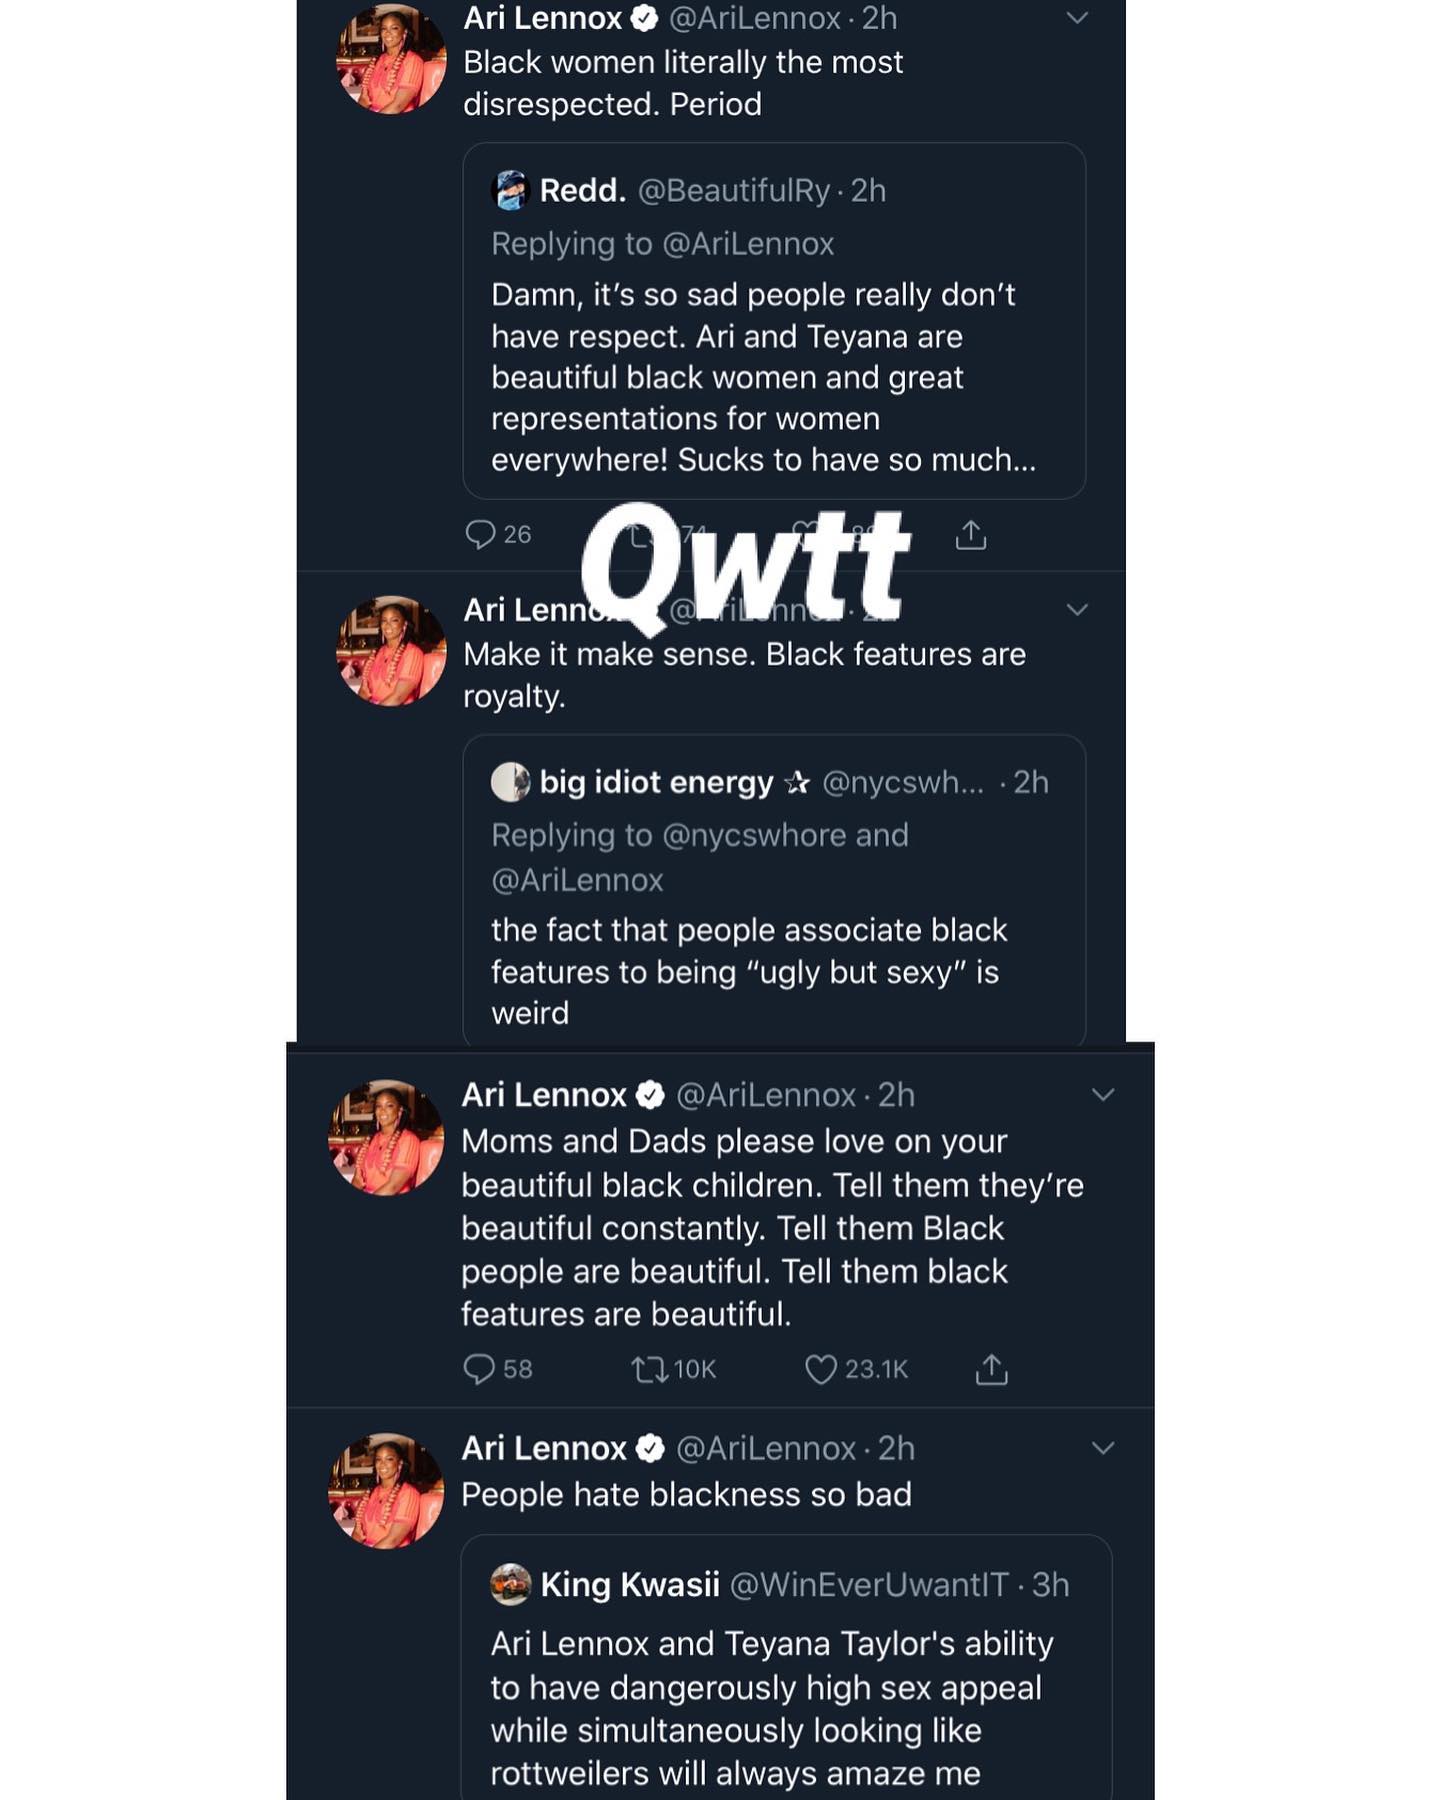 Ari Lennox @AriLennox · 2h
Black women literally the most
disrespected. Period
Redd. @BeautifulRy · 2h
Replying to @AriLennox
Damn, it’s so sad people really don’t
have respect. Ari and Teyana are
beautiful black women and great
representations for women
everywhere! Sucks to have so much...
26
Qwtt
Ari
Make it make sense. Black features are
royalty.
big idiot energy ☆ @nycswh... · 2h
Replying to @nycswhore and
@AriLennox
the fact that people associate black
features to being “ugly but sexy” is
weird
Ari Lennox @AriLennox · 2h
Moms and Dads please love on your
beautiful black children. Tell them they’re
beautiful constantly. Tell them Black
people are beautiful. Tell them black
features are beautiful.
58 10K 23.1K
Ari Lennox @AriLennox · 2h
People hate blackness so bad
King Kwasii @WinEverUwantIT · 3h
Ari Lennox and Teyana Taylor's ability
to have dangerously high sex appeal
while simultaneously looking like
rottweilers will always amaze me